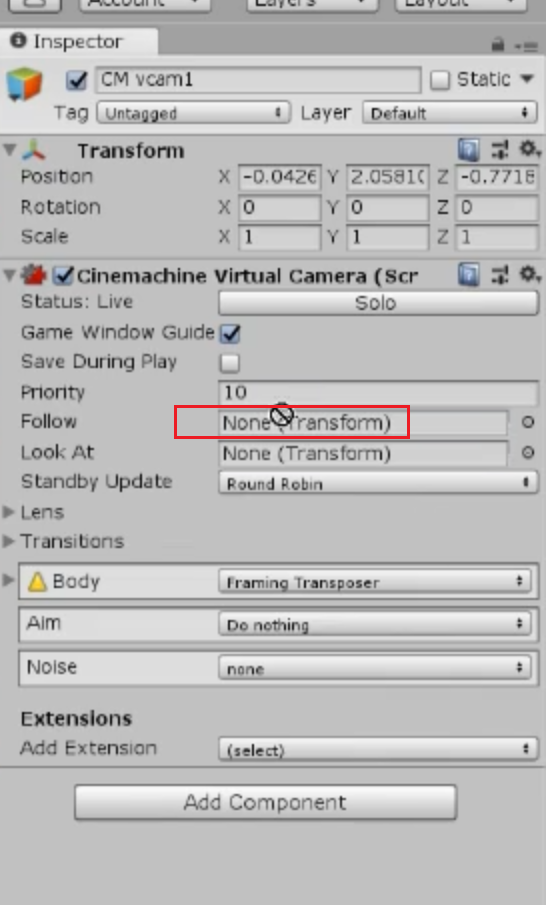 Account Layers Layout
Inspector
CM vcam1 Static
Tag Untagged Layer Default
Transform
Position X -0.0426 Y 2.0581( Z -0.7718
Rotation X 0 Y 0 Z 0
Scale X 1 Y 1 Z 1
Cinemachine Virtual Camera (Scr
Status: Live Solo
Game Window Guide
Save During Play
Priority 10
Follow None (Transform)
Look At None (Transform)
Standby Update Round Robin
Lens
Transitions
Body Framing Transposer
Aim Do nothing
Noise none
Extensions
Add Extension (select)
Add Component